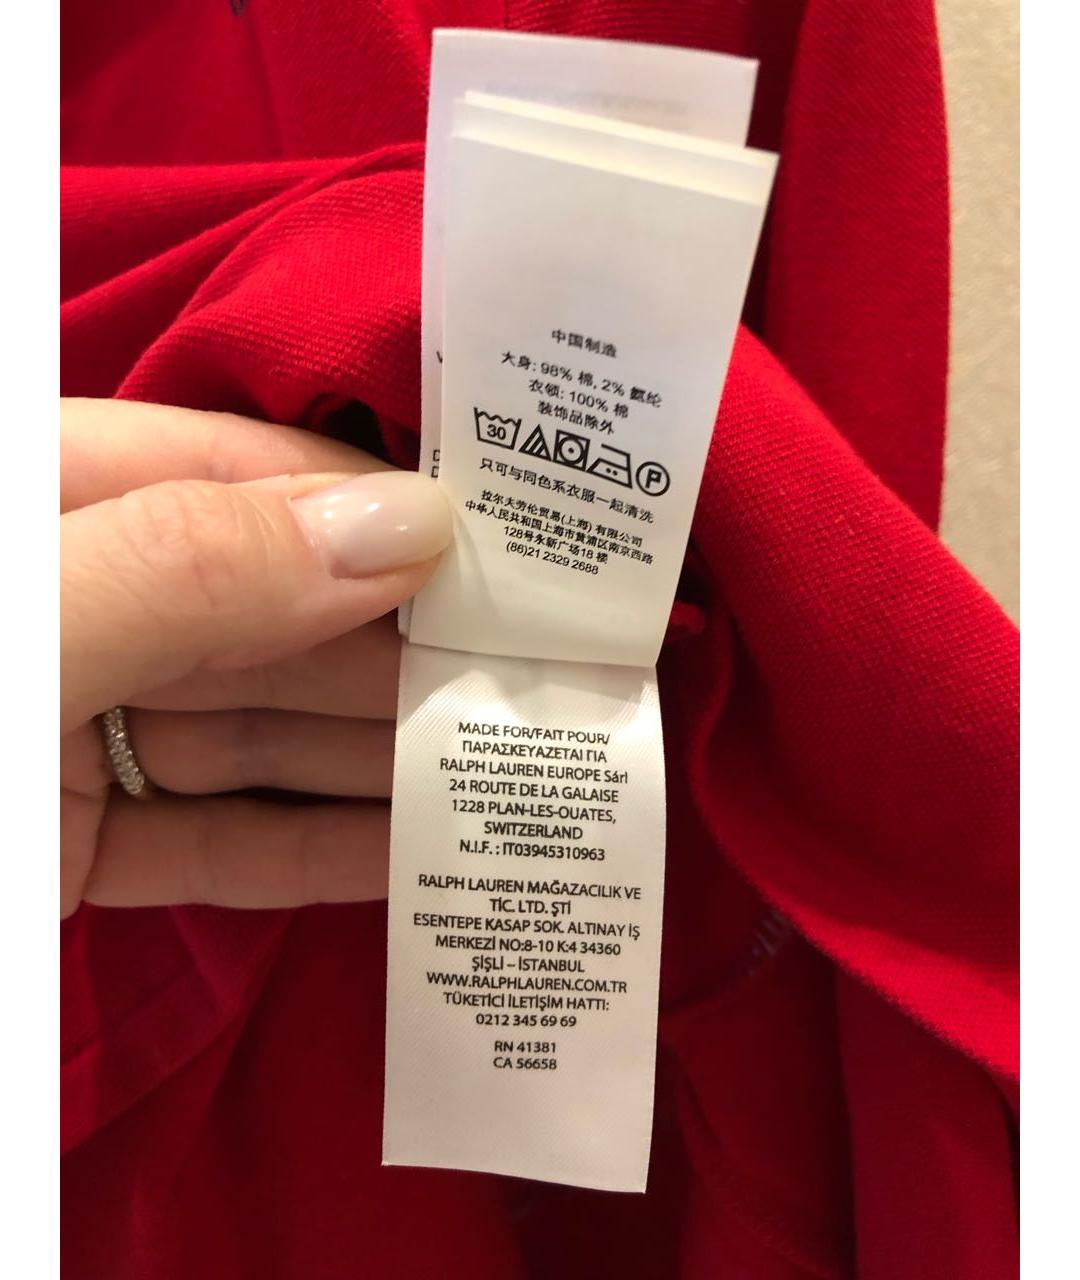 中国制造
大身: 98% 棉, 2% 氨纶
衣领: 100% 棉
装饰品除外
30 P
只可与同色系衣服一起清洗
拉尔夫劳伦贸易(上海) 有限公司
中华人民共和国上海市黄浦区南京西路
128号永新广场18 楼
(86)21 2329 2688
MADE FOR/FAIT POUR/
ΠΑΡΑΣΚΕΥΑΖΕΤΑΙ ΓΙΑ
RALPH LAUREN EUROPE Sárl
24 ROUTE DE LA GALAISE
1228 PLAN-LES-OUATES,
SWITZERLAND
N.I.F. : IT03945310963
RALPH LAUREN MAĞAZACILIK VE
TİC. LTD. ŞTİ
ESENTEPE KASAP SOK. ALTINAY İŞ
MERKEZİ NO:8-10 K:4 34360
ŞİŞLİ – İSTANBUL
WWW.RALPHLAUREN.COM.TR
TÜKETİCİ İLETİŞİM HATTI:
0212 345 69 69
RN 41381
CA 56658